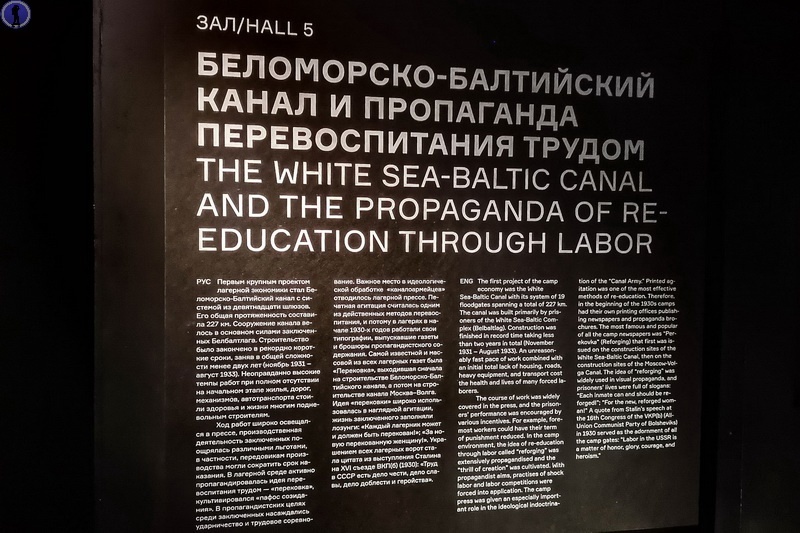 ЗАЛ/HALL 5
БЕЛОМОРСКО-БАЛТИЙСКИЙ
КАНАЛ И ПРОПАГАНДА
ПЕРЕВОСПИТАНИЯ ТРУДОМ
THE WHITE SEA-BALTIC CANAL
AND THE PROPAGANDA OF RE-
EDUCATION THROUGH LABOR
РУС Первым крупным проектом
лагерной экономики стал Бе-
ломорско-Балтийский канал с си-
стемой из девятнадцати шлюзов.
Его общая протяженность состави-
ла 227 км. Сооружение канала ве-
лось в основном силами заключен-
ных Белбалтлага. Строительство
было закончено в рекордно корот-
кие сроки, заняв в общей сложно-
сти менее двух лет (ноябрь 1931 –
август 1933). Неоправданно высокие
темпы работ при полном отсутствии
на начальном этапе жилья, дорог,
механизмов, автотранспорта стои-
ли здоровья и жизни многим подне-
вольным строителям.
Ход работ широко освещал-
ся в прессе, производственная
деятельность заключенных по-
ощрялась различными льготами,
в частности, передовикам произ-
водства могли сократить срок на-
казания. В лагерной среде активно
пропагандировалась идея пере-
воспитания трудом — «перековка»,
культивировался «пафос созида-
ния». В пропагандистских целях
среди заключенных насаждались
ударничество и трудовое соревно-
вание. Важное место в идеологиче-
ской обработке «каналоармейцев»
отводилось лагерной прессе. Пе-
чатная агитация считалась одним
из действенных методов перевос-
питания, и потому в лагерях в на-
чале 1930-х годов работали свои
типографии, выпускавшие газеты
и брошюры пропагандистского со-
держания. Самой известной и мас-
совой из всех лагерных газет была
«Перековка», выходившая сначала
на строительстве Беломорско-Бал-
тийского канала, а потом на стро-
ительстве канала Москва–Волга.
Идея «перековки» широко исполь-
зовалась в наглядной агитации,
жизнь заключенного заполняли
лозунги: «Каждый лагерник может
и должен быть перекован!»; «За но-
вую перекованную женщину!». Укра-
шением всех лагерных ворот ста-
ла цитата из выступления Сталина
на XVI съезде ВКП(б) (1930): «Труд
в СССР есть дело чести, дело сла-
вы, дело доблести и геройства».
ENG The first project of the camp
economy was the White
Sea-Baltic Canal with its system of 19
floodgates spanning a total of 227 km.
The canal was built primarily by pris-
oners of the White Sea-Baltic Com-
plex (Belbaltlag). Construction was
finished in record time taking less
than two years in total (November
1931 – August 1933). An unreason-
ably fast pace of work combined with
an initial total lack of housing, roads,
heavy equipment, and transport cost
the health and lives of many forced la-
borers.
The course of work was widely
covered in the press, and the prison-
ers' performance was encouraged by
various incentives. For example, fore-
most workers could have their term
of punishment reduced. In the camp
environment, the idea of re-education
through labor called "reforging" was
extensively propagandised and the
"thrill of creation" was cultivated. With
propagandist aims, practises of shock
labor and labor competitions were
forced into application. The camp
press was given an especially import-
ant role in the ideological indoctrina-
tion of the "Canal Army." Printed ag-
itation was one of the most effective
methods of re-education. Therefore,
in the beginning of the 1930s camps
had their own printing offices publish-
ing newspapers and propaganda bro-
chures. The most famous and popular
of all the camp newspapers was "Per-
ekovka" (Reforging) that first was is-
sued on the construction sites of the
White Sea-Baltic Canal, then on the
construction sites of the Moscow-Vol-
ga Canal. The idea of "reforging" was
widely used in visual propaganda, and
prisoners' lives were full of slogans:
"Each inmate can and should be re-
forged!"; "For the new, reforged wom-
an!" A quote from Stalin's speech at
the 16th Congress of the VKP(b) (All-
Union Communist Party of Bolsheviks)
in 1930 served as the adornment of all
the camp gates: "Labor in the USSR is
a matter of honor, glory, courage, and
heroism."